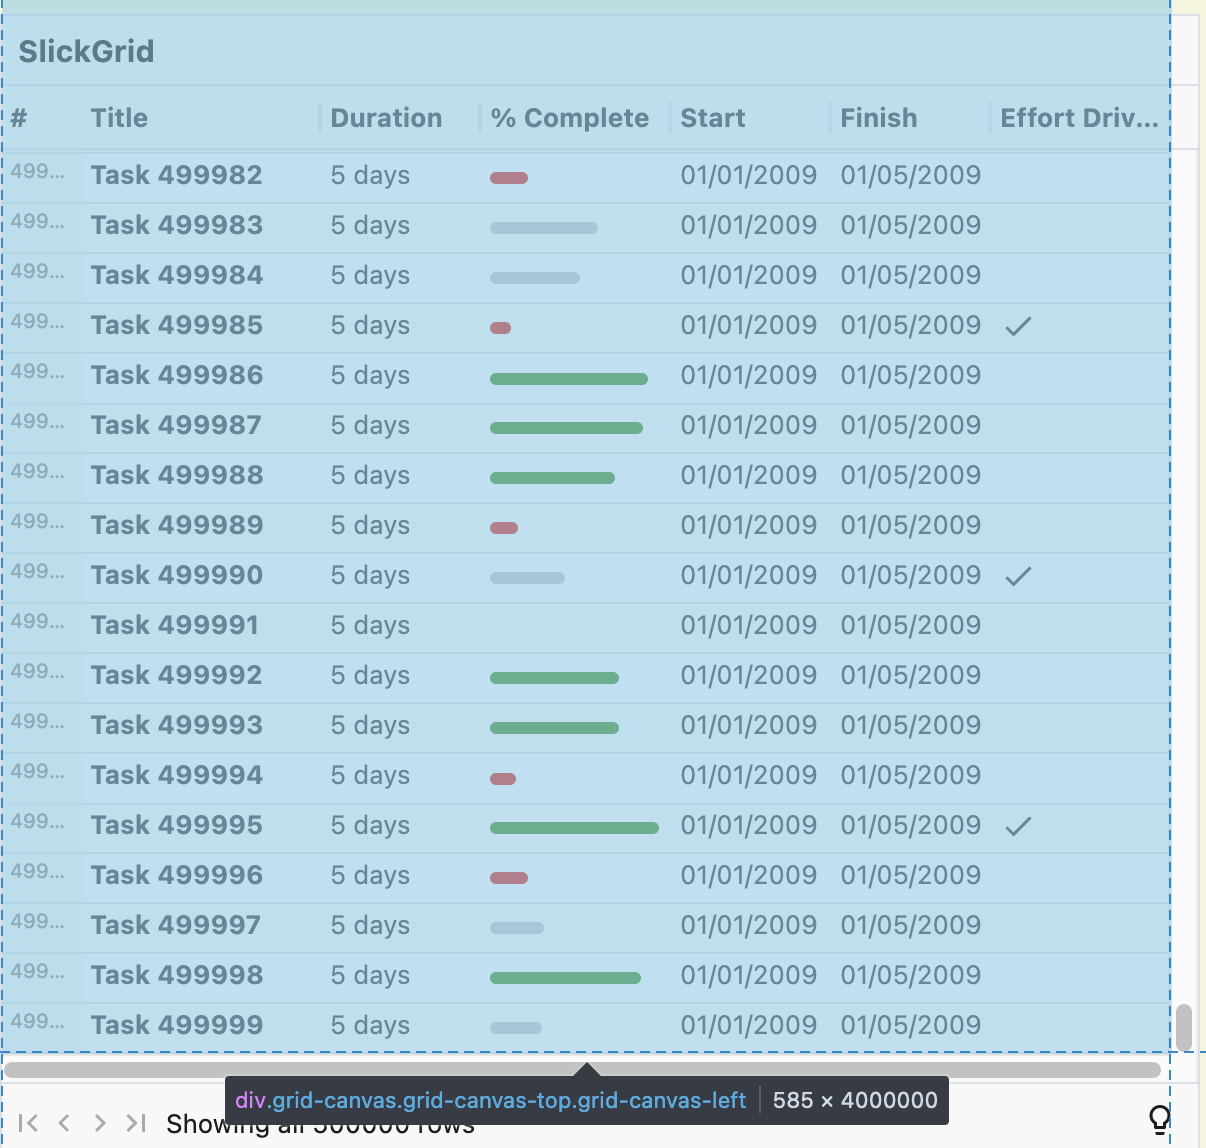 SlickGrid
# Title Duration % Complete Start Finish Effort Driv...
499... Task 499982 5 days 01/01/2009 01/05/2009
499... Task 499983 5 days 01/01/2009 01/05/2009
499... Task 499984 5 days 01/01/2009 01/05/2009
499... Task 499985 5 days 01/01/2009 01/05/2009 ✓
499... Task 499986 5 days 01/01/2009 01/05/2009
499... Task 499987 5 days 01/01/2009 01/05/2009
499... Task 499988 5 days 01/01/2009 01/05/2009
499... Task 499989 5 days 01/01/2009 01/05/2009
499... Task 499990 5 days 01/01/2009 01/05/2009 ✓
499... Task 499991 5 days 01/01/2009 01/05/2009
499... Task 499992 5 days 01/01/2009 01/05/2009
499... Task 499993 5 days 01/01/2009 01/05/2009
499... Task 499994 5 days 01/01/2009 01/05/2009
499... Task 499995 5 days 01/01/2009 01/05/2009 ✓
499... Task 499996 5 days 01/01/2009 01/05/2009
499... Task 499997 5 days 01/01/2009 01/05/2009
499... Task 499998 5 days 01/01/2009 01/05/2009
499... Task 499999 5 days 01/01/2009 01/05/2009
div.grid-canvas.grid-canvas-top.grid-canvas-left 585 × 4000000
Showing all 500000 rows